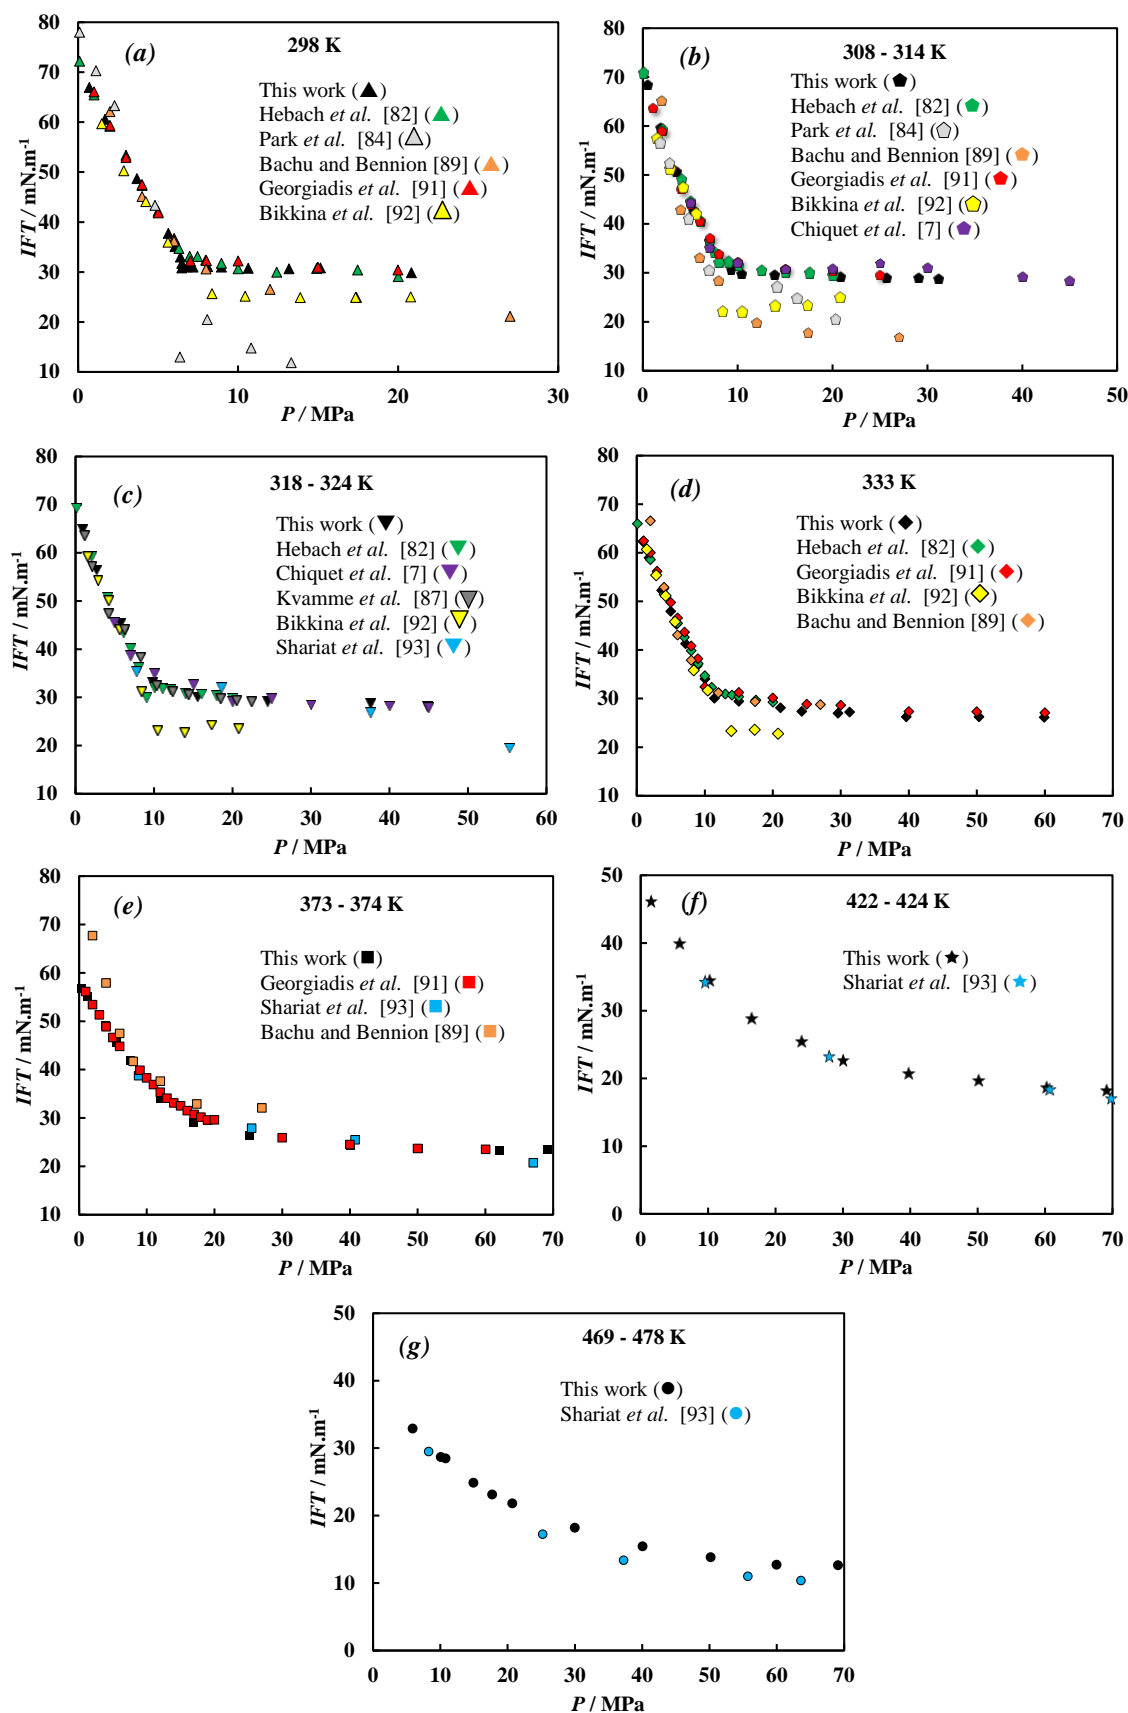 (a)
298 K
This work (▲)
Hebach et al. [82] (▲)
Park et al. [84] (△)
Bachu and Bennion [89] (▲)
Georgiadis et al. [91] (▲)
Bikkina et al. [92] (▲)
80
70
60
50
40
30
20
10
IFT / mN.m-1
0 10 20 30
P / MPa
(b)
308 - 314 K
This work (⬟)
Hebach et al. [82] (⬟)
Park et al. [84] (⬟)
Bachu and Bennion [89] (⬟)
Georgiadis et al. [91] (⬟)
Bikkina et al. [92] (⬟)
Chiquet et al. [7] (⬟)
80
70
60
50
40
30
20
10
IFT / mN.m-1
0 10 20 30 40 50
P / MPa
(c)
318 - 324 K
This work (▼)
Hebach et al. [82] (▼)
Chiquet et al. [7] (▼)
Kvamme et al. [87] (▼)
Bikkina et al. [92] (▼)
Shariat et al. [93] (▼)
80
70
60
50
40
30
20
10
IFT / mN.m-1
0 10 20 30 40 50 60
P / MPa
(d)
333 K
This work (◆)
Hebach et al. [82] (◆)
Georgiadis et al. [91] (◆)
Bikkina et al. [92] (◆)
Bachu and Bennion [89] (◆)
80
70
60
50
40
30
20
10
IFT / mN.m-1
0 10 20 30 40 50 60 70
P / MPa
(e)
373 - 374 K
This work (■)
Georgiadis et al. [91] (■)
Shariat et al. [93] (■)
Bachu and Bennion [89] (■)
80
70
60
50
40
30
20
10
IFT / mN.m-1
0 10 20 30 40 50 60 70
P / MPa
(f)
422 - 424 K
This work (★)
Shariat et al. [93] (★)
50
40
30
20
10
0
IFT / mN.m-1
0 10 20 30 40 50 60 70
P / MPa
(g)
469 - 478 K
This work (●)
Shariat et al. [93] (●)
50
40
30
20
10
0
IFT / mN.m-1
0 10 20 30 40 50 60 70
P / MPa